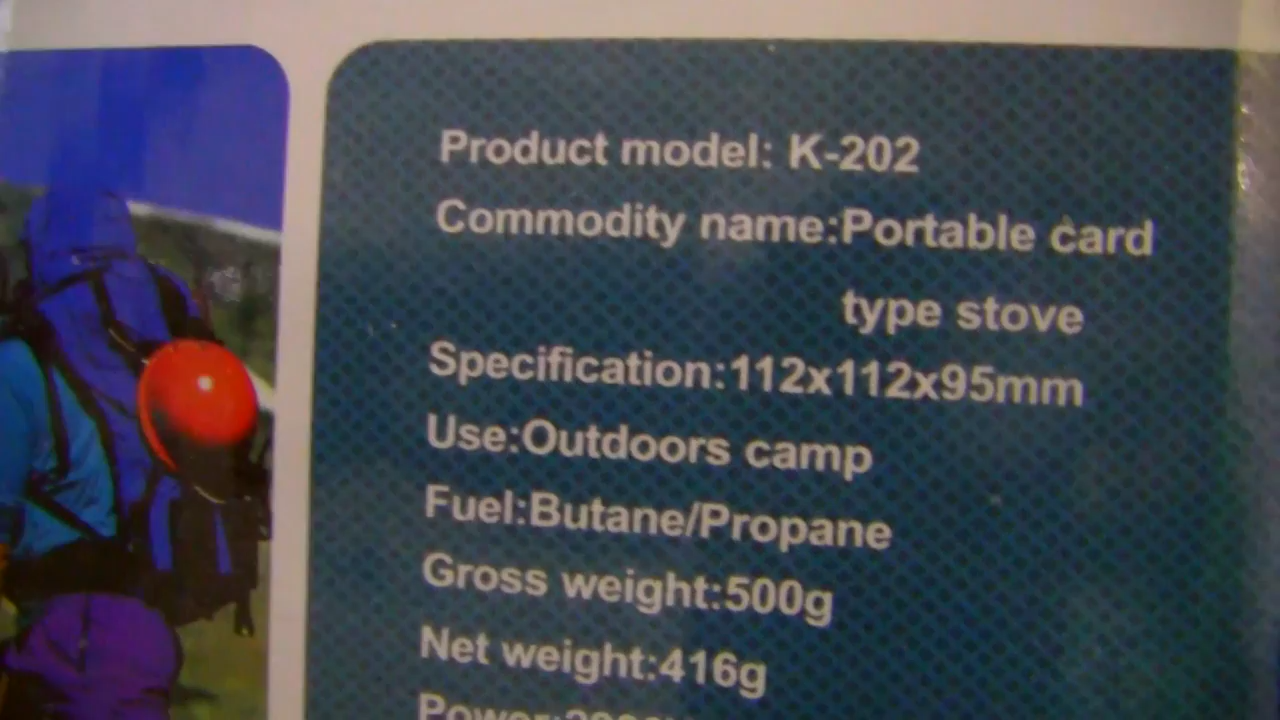 Product model: K-202
Commodity name:Portable card
type stove
Specification:112x112x95mm
Use:Outdoors camp
Fuel:Butane/Propane
Gross weight:500g
Net weight:416g
Power: